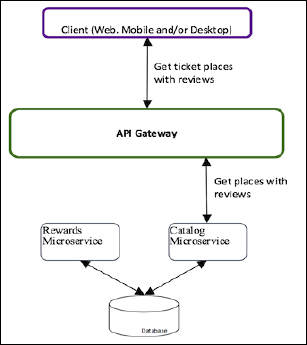 Client (Web. Mobile and/or Desktop)
Get ticket places
with reviews
API Gateway
Get places with
reviews
Rewards
Microservice
Catalog
Microservice
Database